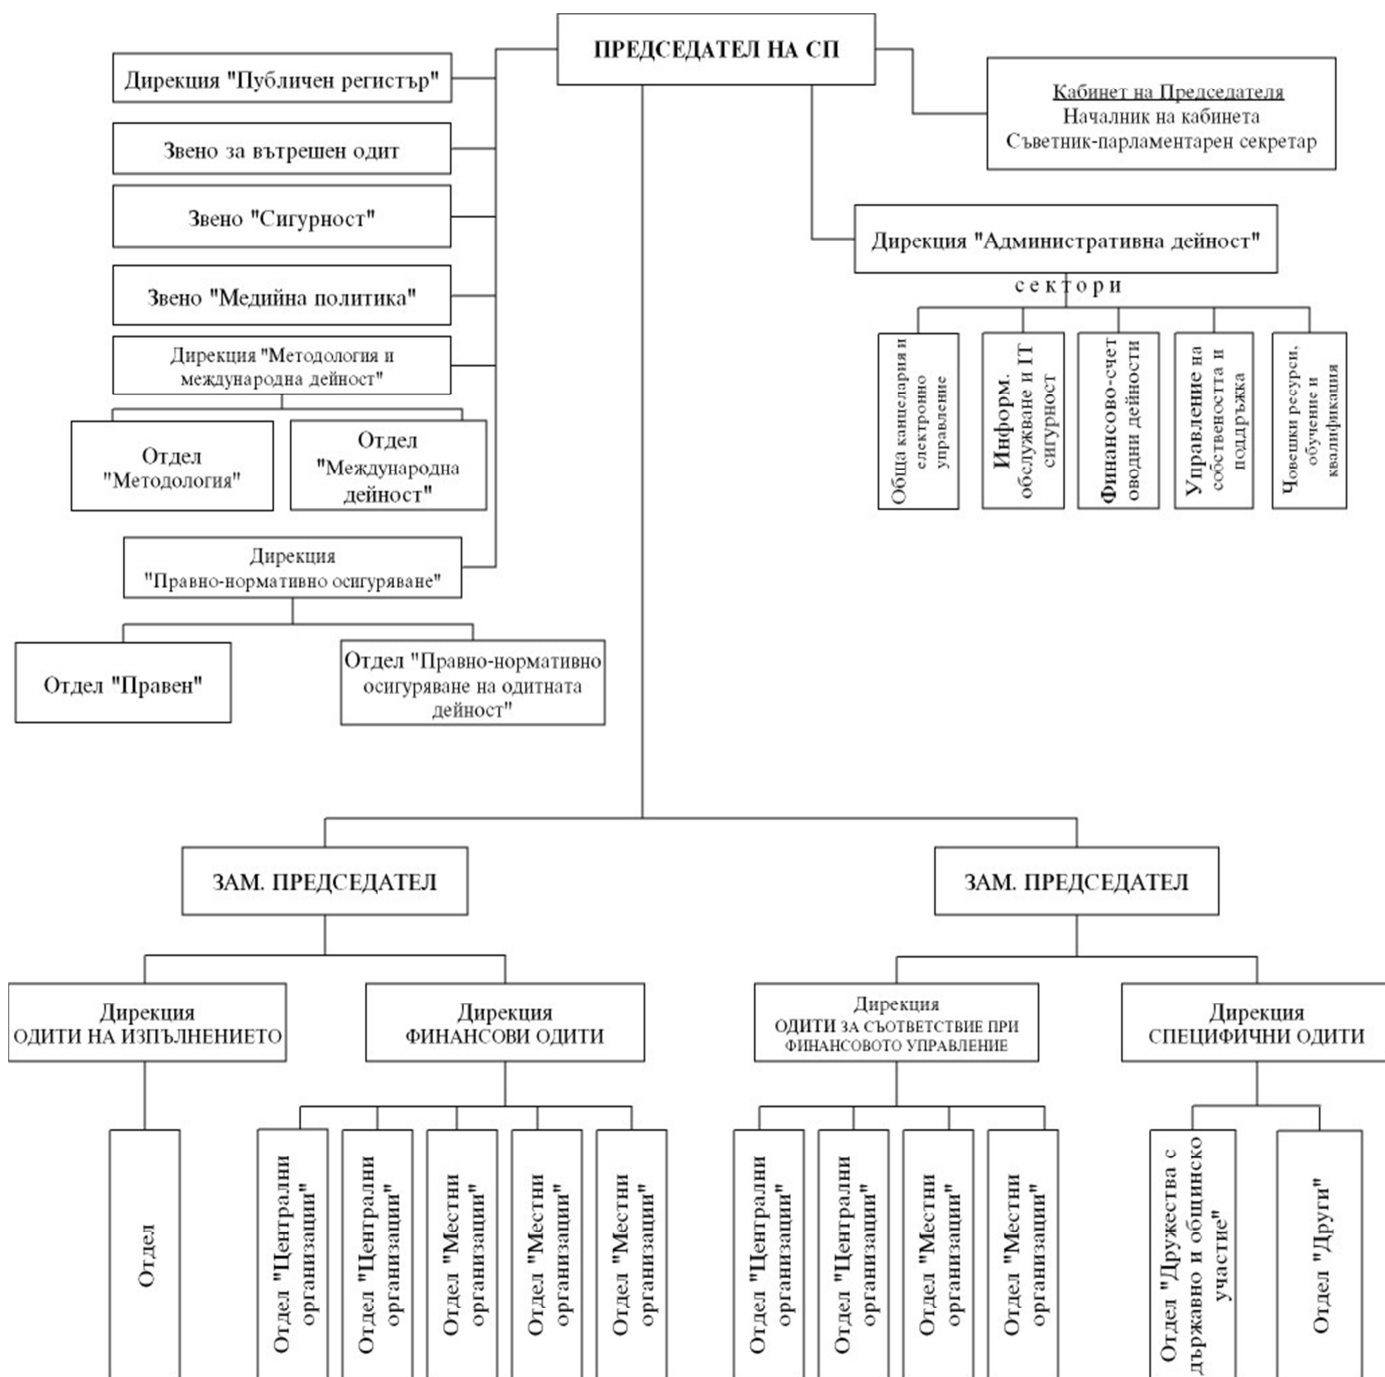 ПРЕДСЕДАТЕЛ НА СП
Дирекция "Публичен регистър"
Звено за вътрешен одит
Звено "Сигурност"
Звено "Медийна политика"
Дирекция "Методология и
международна дейност"
Отдел
"Методология"
Отдел
"Международна
дейност"
Дирекция
"Правно-нормативно осигуряване"
Отдел "Правен"
Отдел "Правно-нормативно
осигуряване на одитната
дейност"
Кабинет на Председателя
Началник на кабинета
Съветник-парламентарен секретар
Дирекция "Административна дейност"
сектори
Обща канцелария и
електронно
управление
Информ.
обслужване и IT
сигурност
Финансово-счет
оводни дейности
Управление на
собствеността и
поддръжка
Човешки ресурси,
обучение и
квалификация
ЗАМ. ПРЕДСЕДАТЕЛ
Дирекция
ОДИТИ НА ИЗПЪЛНЕНИЕТО
Отдел
Дирекция
ФИНАНСОВИ ОДИТИ
Отдел "Централни
организации"
Отдел "Централни
организации"
Отдел "Местни
организации"
Отдел "Местни
организации"
Отдел "Местни
организации"
ЗАМ. ПРЕДСЕДАТЕЛ
Дирекция
ОДИТИ ЗА СЪОТВЕТСТВИЕ ПРИ
ФИНАНСОВОТО УПРАВЛЕНИЕ
Отдел "Централни
организации"
Отдел "Централни
организации"
Отдел "Местни
организации"
Отдел "Местни
организации"
Дирекция
СПЕЦИФИЧНИ ОДИТИ
Отдел "Дружества с
държавно и общинско
участие"
Отдел "Други"